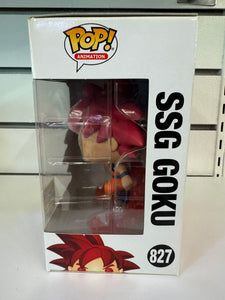 POP!
ANIMATION
SSG GOKU
827